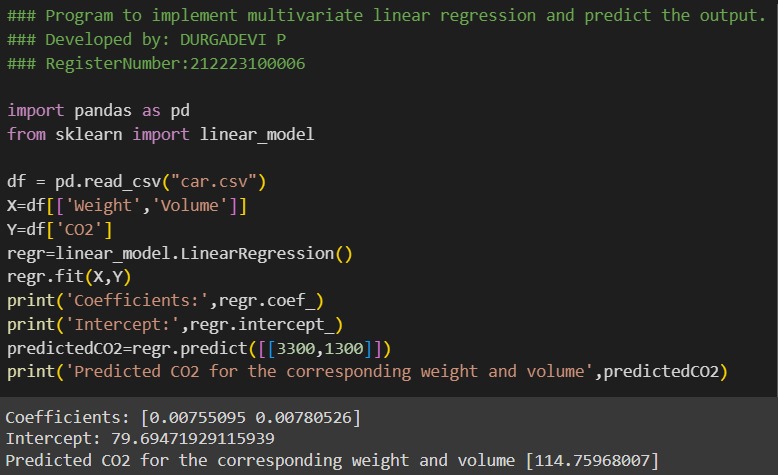 ### Program to implement multivariate linear regression and predict the output.
### Developed by: DURGADEVI P
### RegisterNumber:212223100006
import pandas as pd
from sklearn import linear_model
df = pd.read_csv("car.csv")
X=df[['Weight','Volume']]
Y=df['CO2']
regr=linear_model.LinearRegression()
regr.fit(X,Y)
print('Coefficients:',regr.coef_)
print('Intercept:',regr.intercept_)
predictedCO2=regr.predict([[3300,1300]])
print('Predicted CO2 for the corresponding weight and volume',predictedCO2)
Coefficients: [0.00755095 0.00780526]
Intercept: 79.69471929115939
Predicted CO2 for the corresponding weight and volume [114.75968007]